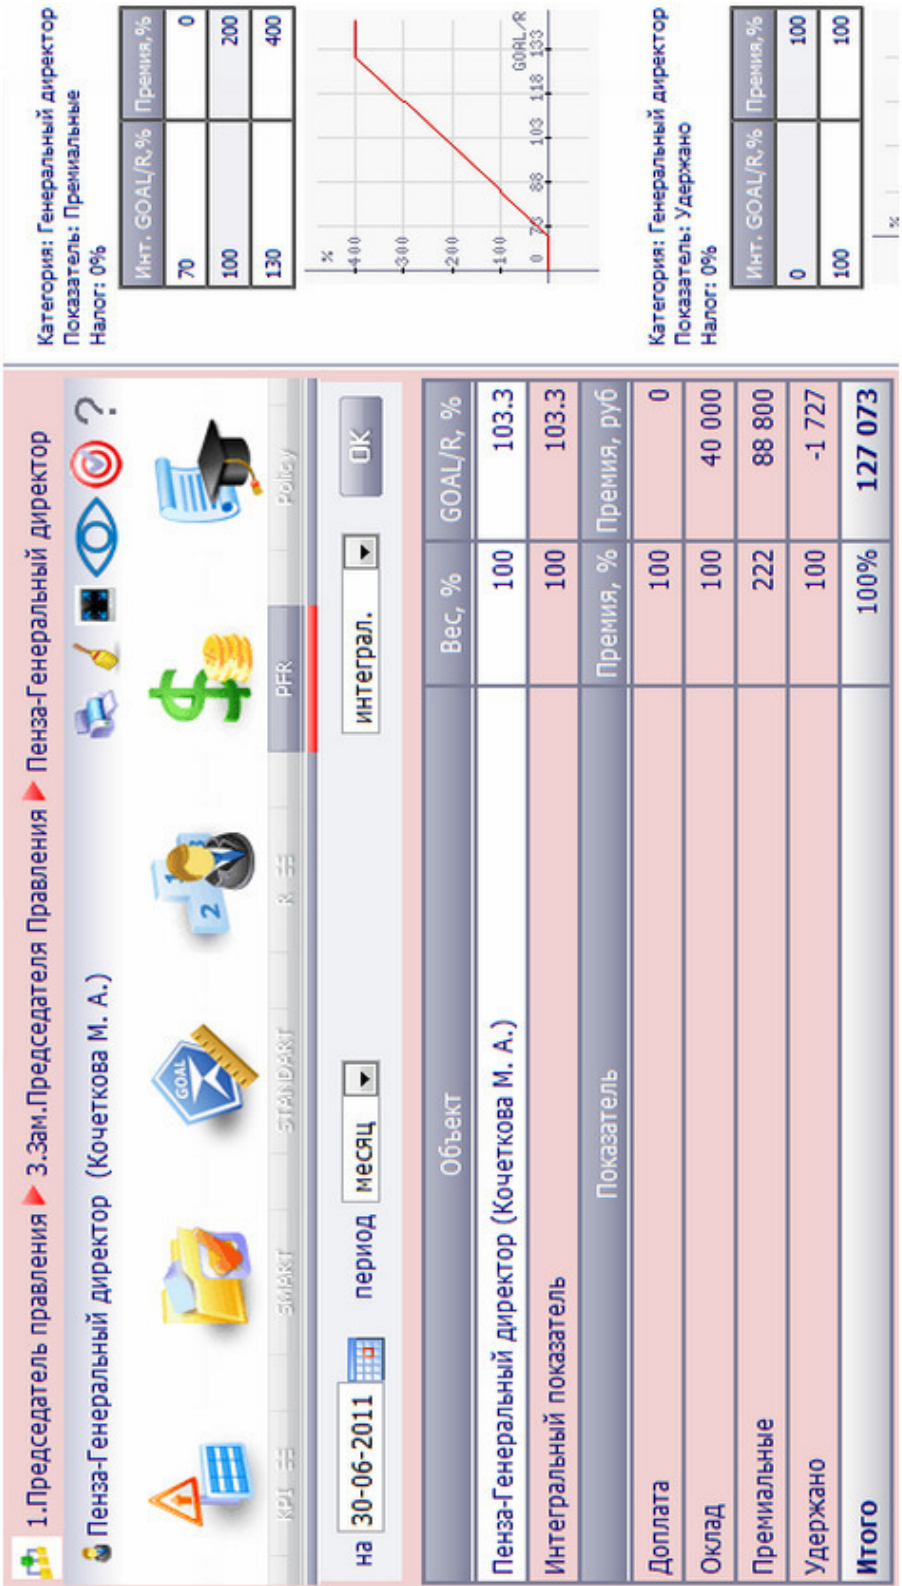 1.Председатель правления 3.Зам.Председателя Правления Пенза-Генеральный директор
Пенза-Генеральный директор (Кочеткова М. А.)
?
GOAL
1
2
3
KPI SMART STANDART R PFR Policy
на 30-06-2011 период месяц интеграл. OK
Объект Вес, % GOAL/R, %
Пенза-Генеральный директор (Кочеткова М. А.) 100 103.3
Интегральный показатель 100 103.3
Показатель Премия, % Премия, руб
Доплата 100 0
Оклад 100 40 000
Премиальные 222 88 800
Удержано 100 -1 727
Итого 100% 127 073
Категория: Генеральный директор
Показатель: Премиальные
Налог: 0%
Инт. GOAL/R,% Премия,%
70 0
100 200
130 400
%
400
300
200
100
0 73 88 103 118 133
GOAL/R
Категория: Генеральный директор
Показатель: Удержано
Налог: 0%
Инт. GOAL/R,% Премия,%
0 100
100 100
%